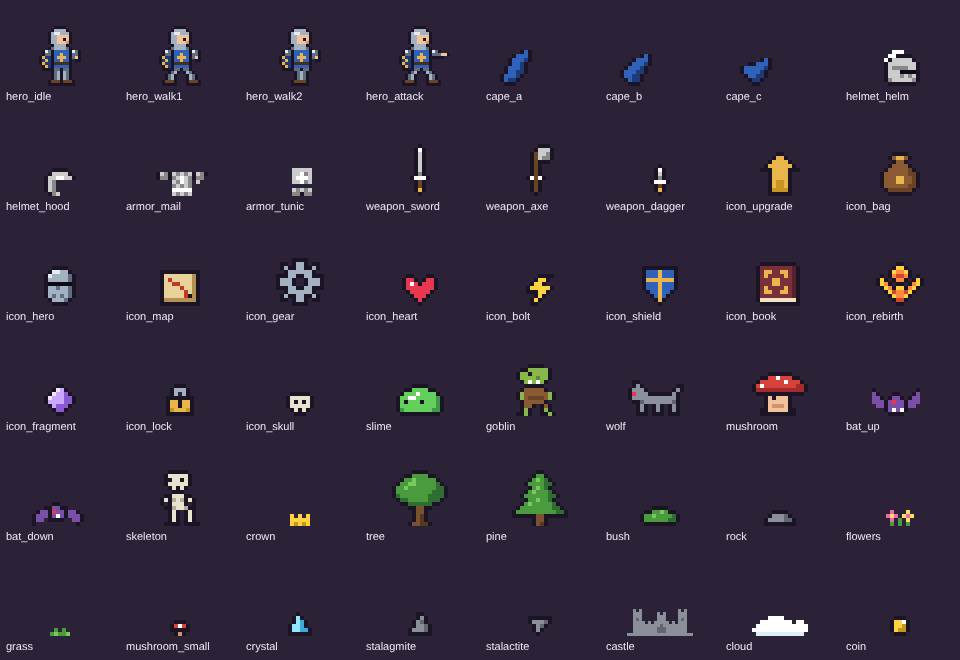 hero_idle hero_walk1 hero_walk2 hero_attack cape_a cape_b cape_c helmet_helm
helmet_hood armor_mail armor_tunic weapon_sword weapon_axe weapon_dagger icon_upgrade icon_bag
icon_hero icon_map icon_gear icon_heart icon_bolt icon_shield icon_book icon_rebirth
icon_fragment icon_lock icon_skull slime goblin wolf mushroom bat_up
bat_down skeleton crown tree pine bush rock flowers
grass mushroom_small crystal stalagmite stalactite castle cloud coin